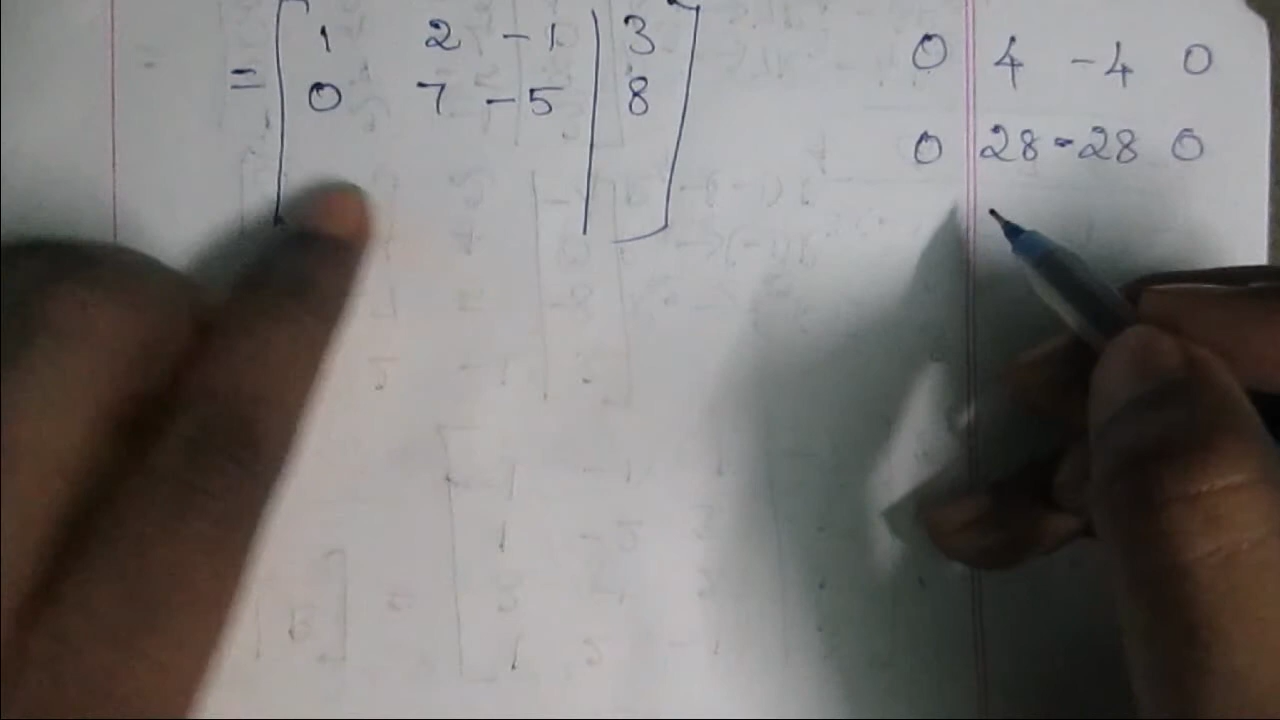 = [ 1 2 -1 | 3 ]
0 7 -5 | 8
0 4 -4 0
0 28 -28 0